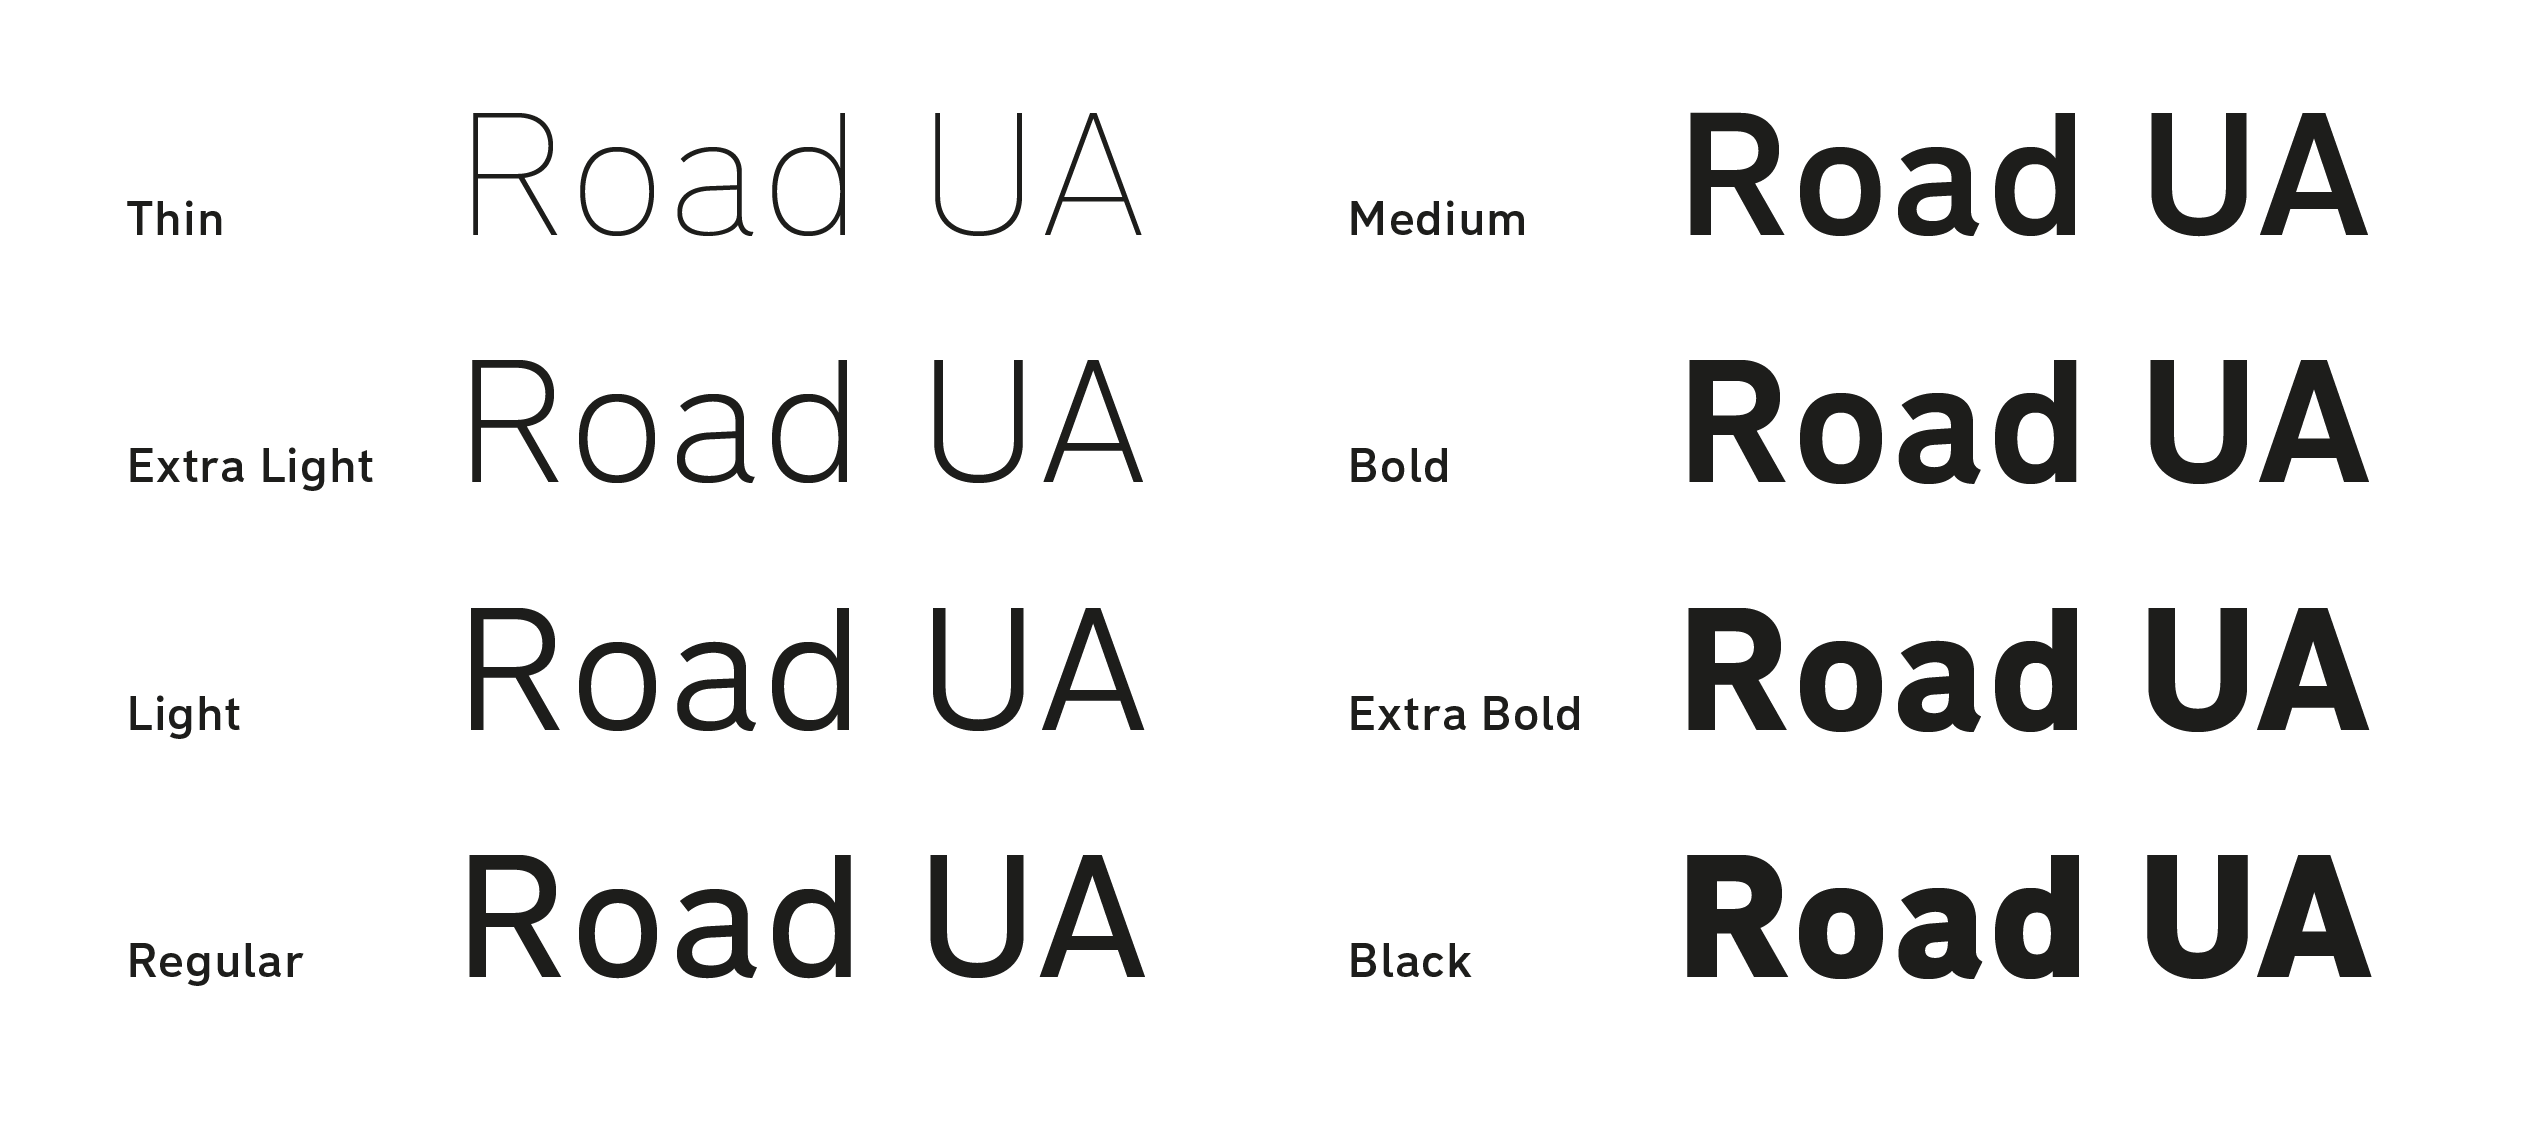 Thin Road UA
Extra Light Road UA
Light Road UA
Regular Road UA
Medium Road UA
Bold Road UA
Extra Bold Road UA
Black Road UA